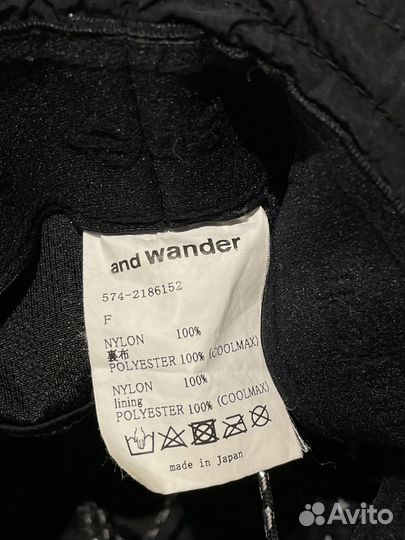 and wander
574-2186152
F
NYLON 100%
裏布
POLYESTER 100% (COOLMAX)
NYLON 100%
lining
POLYESTER 100% (COOLMAX)
made in Japan
Avito